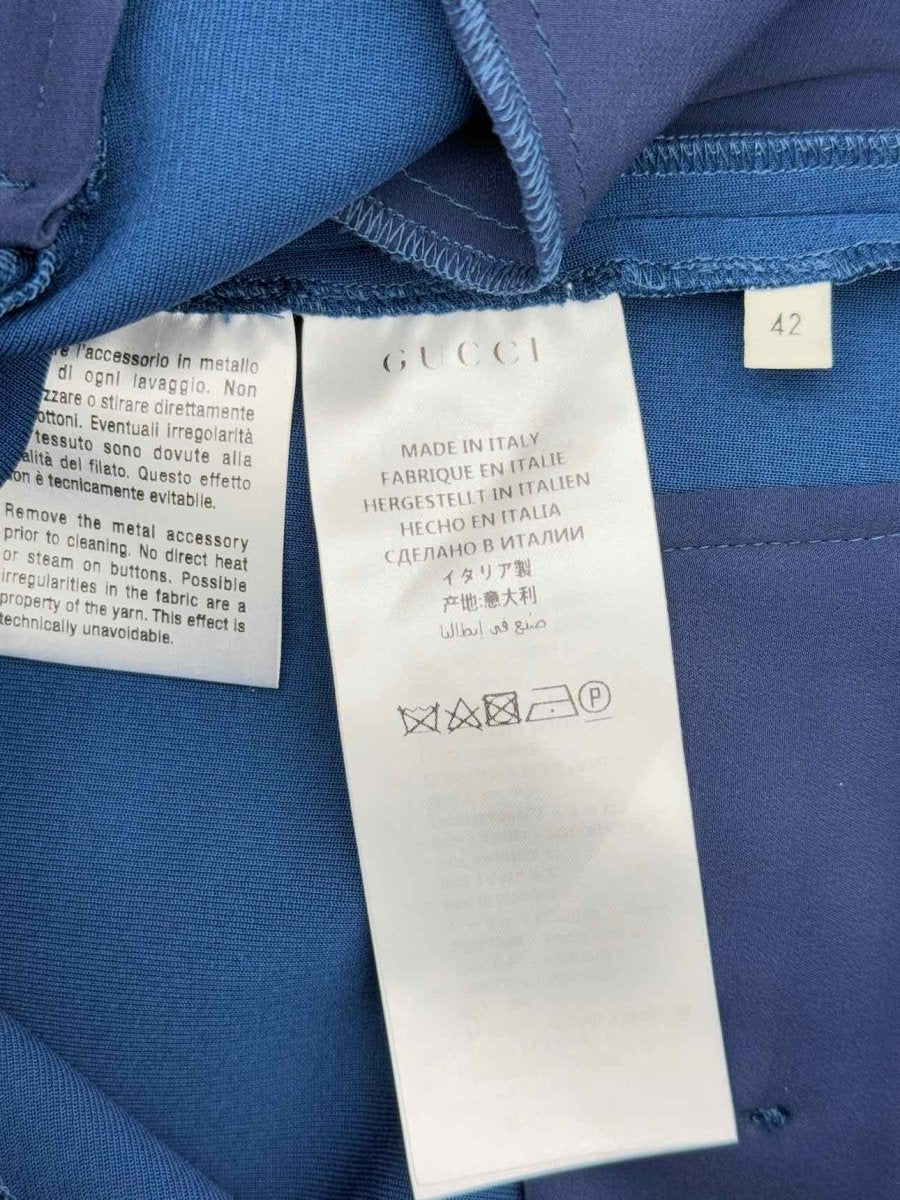 l'accessorio in metallo
di ogni lavaggio. Non
o stirare direttamente
Eventuali irregolarità
tessuto sono dovute alla
del filato. Questo effetto
è tecnicamente evitabile.
Remove the metal accessory
prior to cleaning. No direct heat
or steam on buttons. Possible
irregularities in the fabric are a
property of the yarn. This effect is
technically unavoidable.
GUCCI
MADE IN ITALY
FABRIQUE EN ITALIE
HERGESTELLT IN ITALIEN
HECHO EN ITALIA
СДЕЛАНО В ИТАЛИИ
イタリア製
产地:意大利
صنع في ايطاليا
P
42